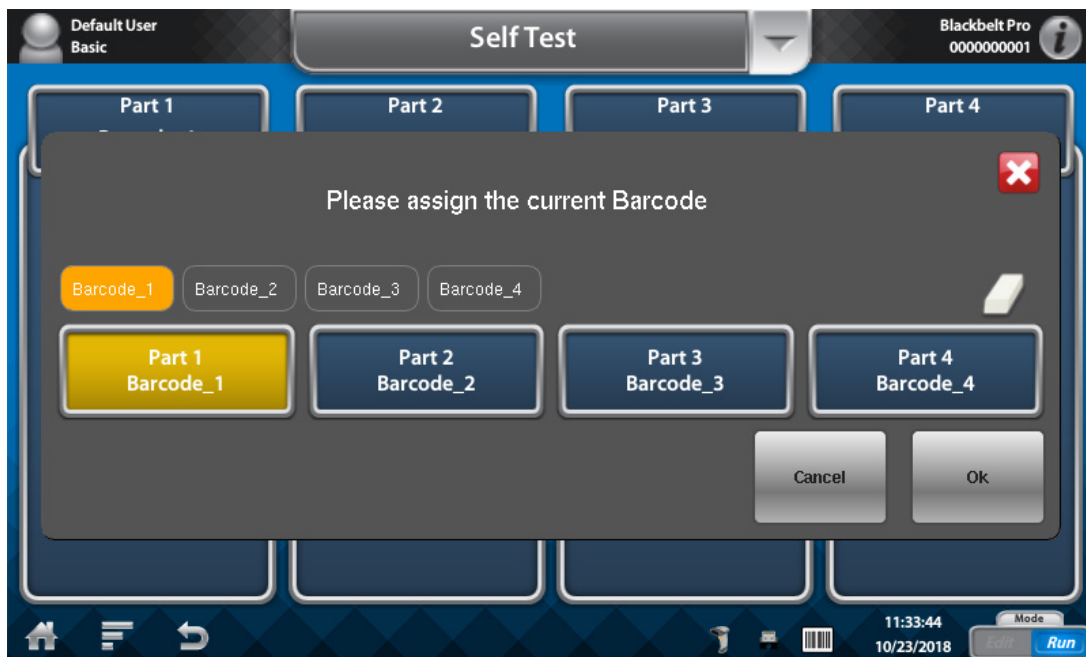 Default User
Basic
Self Test
Blackbelt Pro
0000000001
Part 1
Part 2
Part 3
Part 4
Please assign the current Barcode
Barcode_1
Barcode_2
Barcode_3
Barcode_4
Part 1
Barcode_1
Part 2
Barcode_2
Part 3
Barcode_3
Part 4
Barcode_4
Cancel
Ok
11:33:44
10/23/2018
Mode
Edit
Run